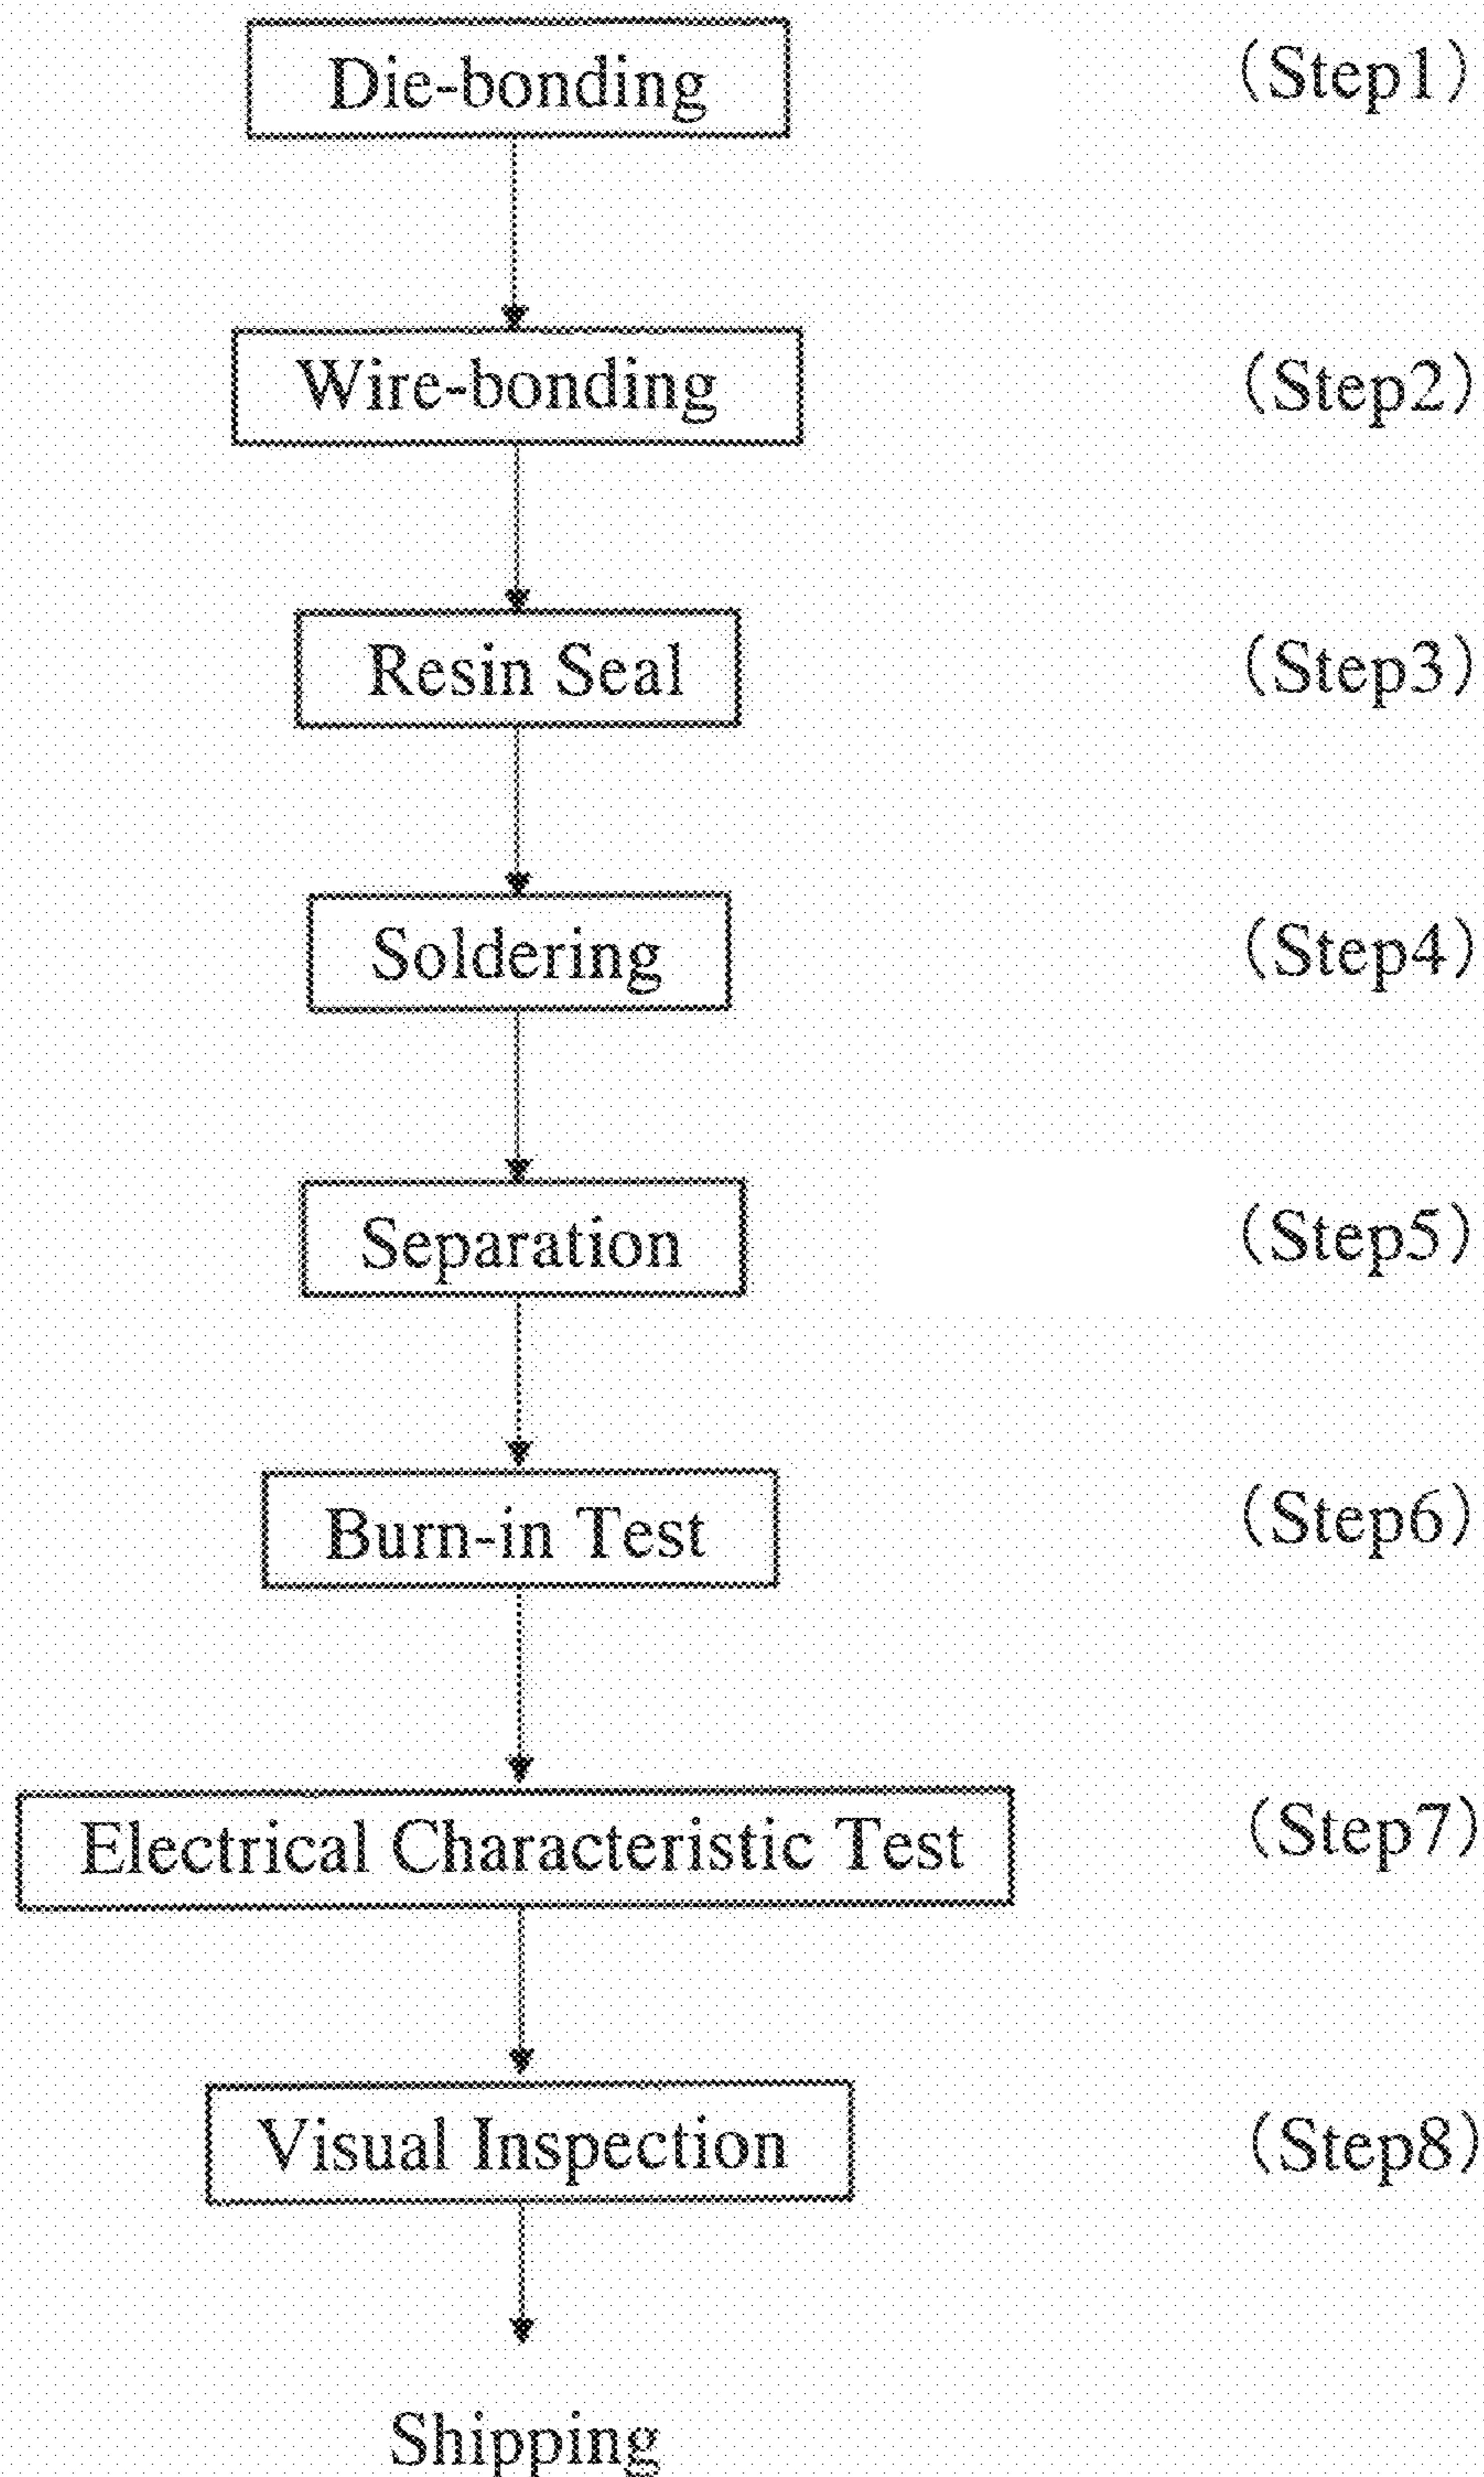 Die-bonding (Step1)
Wire-bonding (Step2)
Resin Seal (Step3)
Soldering (Step4)
Separation (Step5)
Burn-in Test (Step6)
Electrical Characteristic Test (Step7)
Visual Inspection (Step8)
Shipping